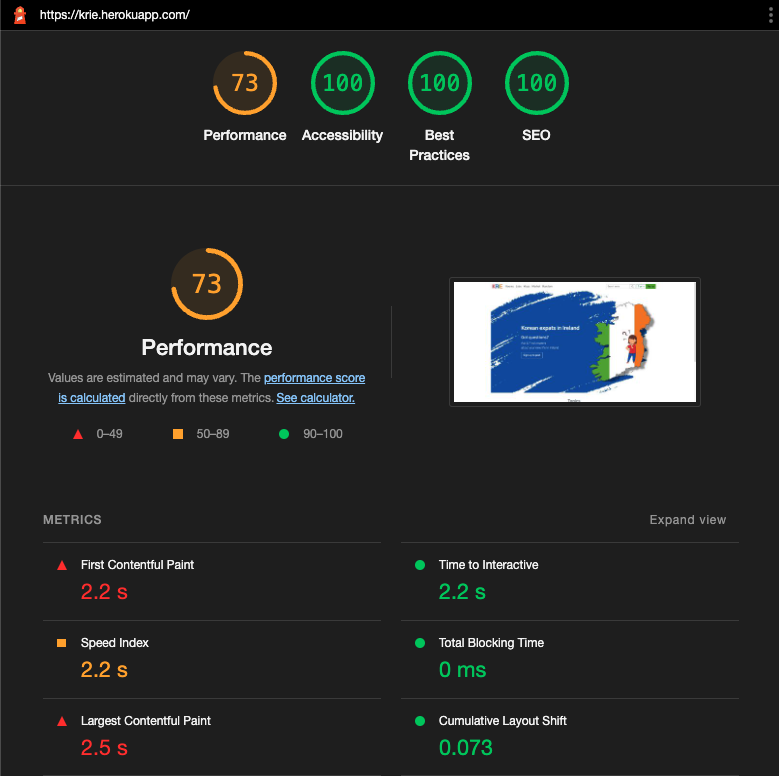 https://krie.herokuapp.com/
73
100
100
100
Performance
Accessibility
Best
Practices
SEO
73
Performance
Values are estimated and may vary. The performance score
is calculated directly from these metrics. See calculator.
0–49
50–89
90–100
Korean expats in Ireland
Got questions?
METRICS
Expand view
First Contentful Paint
2.2 s
Time to Interactive
2.2 s
Speed Index
2.2 s
Total Blocking Time
0 ms
Largest Contentful Paint
2.5 s
Cumulative Layout Shift
0.073